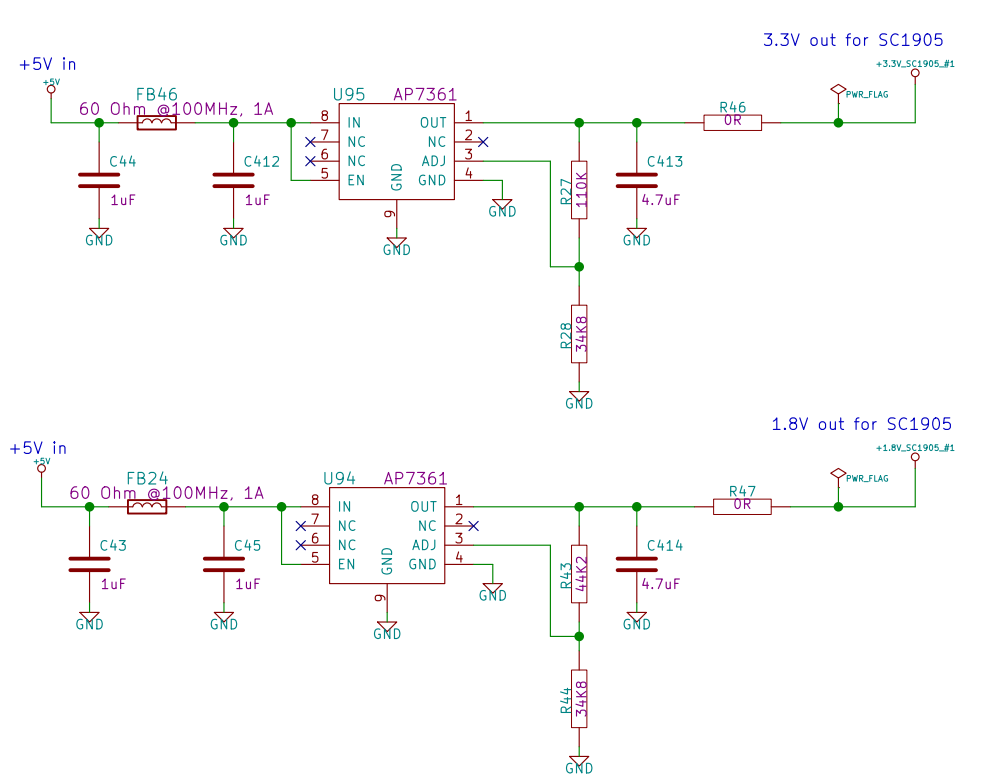 3.3V out for SC1905
+5V in
+3.3V_SC1905_#1
+5V
FB46
U95
AP7361
PWR_FLAG
60 Ohm @100MHz, 1A
R46
0R
8 IN OUT 1
7 NC NC 2
6 NC ADJ 3
5 EN GND 4
GND
9
C44
1uF
C412
1uF
R27
110K
C413
4.7uF
GND
GND
GND
GND
GND
R28
34K8
GND
1.8V out for SC1905
+5V in
+1.8V_SC1905_#1
+5V
FB24
U94
AP7361
PWR_FLAG
60 Ohm @100MHz, 1A
R47
0R
8 IN OUT 1
7 NC NC 2
6 NC ADJ 3
5 EN GND 4
GND
9
C43
1uF
C45
1uF
R43
44K2
C414
4.7uF
GND
GND
GND
GND
GND
R44
34K8
GND